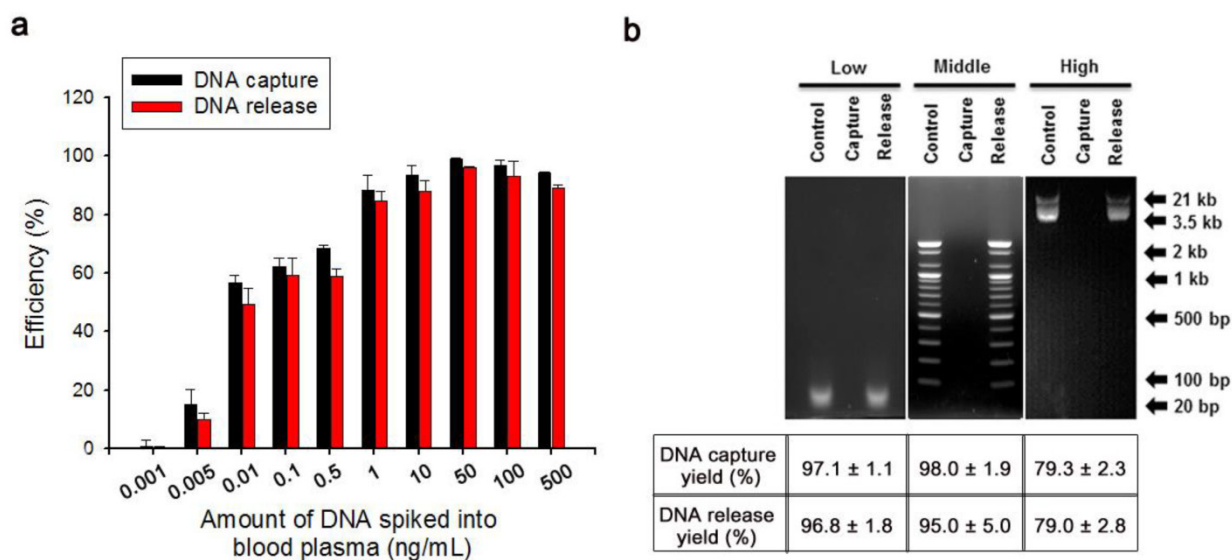 a
DNA capture
DNA release
120
100
80
60
40
20
0
Efficiency (%)
0.001 0.005 0.01 0.1 0.5 1 10 50 100 500
Amount of DNA spiked into
blood plasma (ng/mL)
b
Low Middle High
Control Capture Release Control Capture Release Control Capture Release
21 kb
3.5 kb
2 kb
1 kb
500 bp
100 bp
20 bp
DNA capture
yield (%)
97.1 ± 1.1 98.0 ± 1.9 79.3 ± 2.3
DNA release
yield (%)
96.8 ± 1.8 95.0 ± 5.0 79.0 ± 2.8